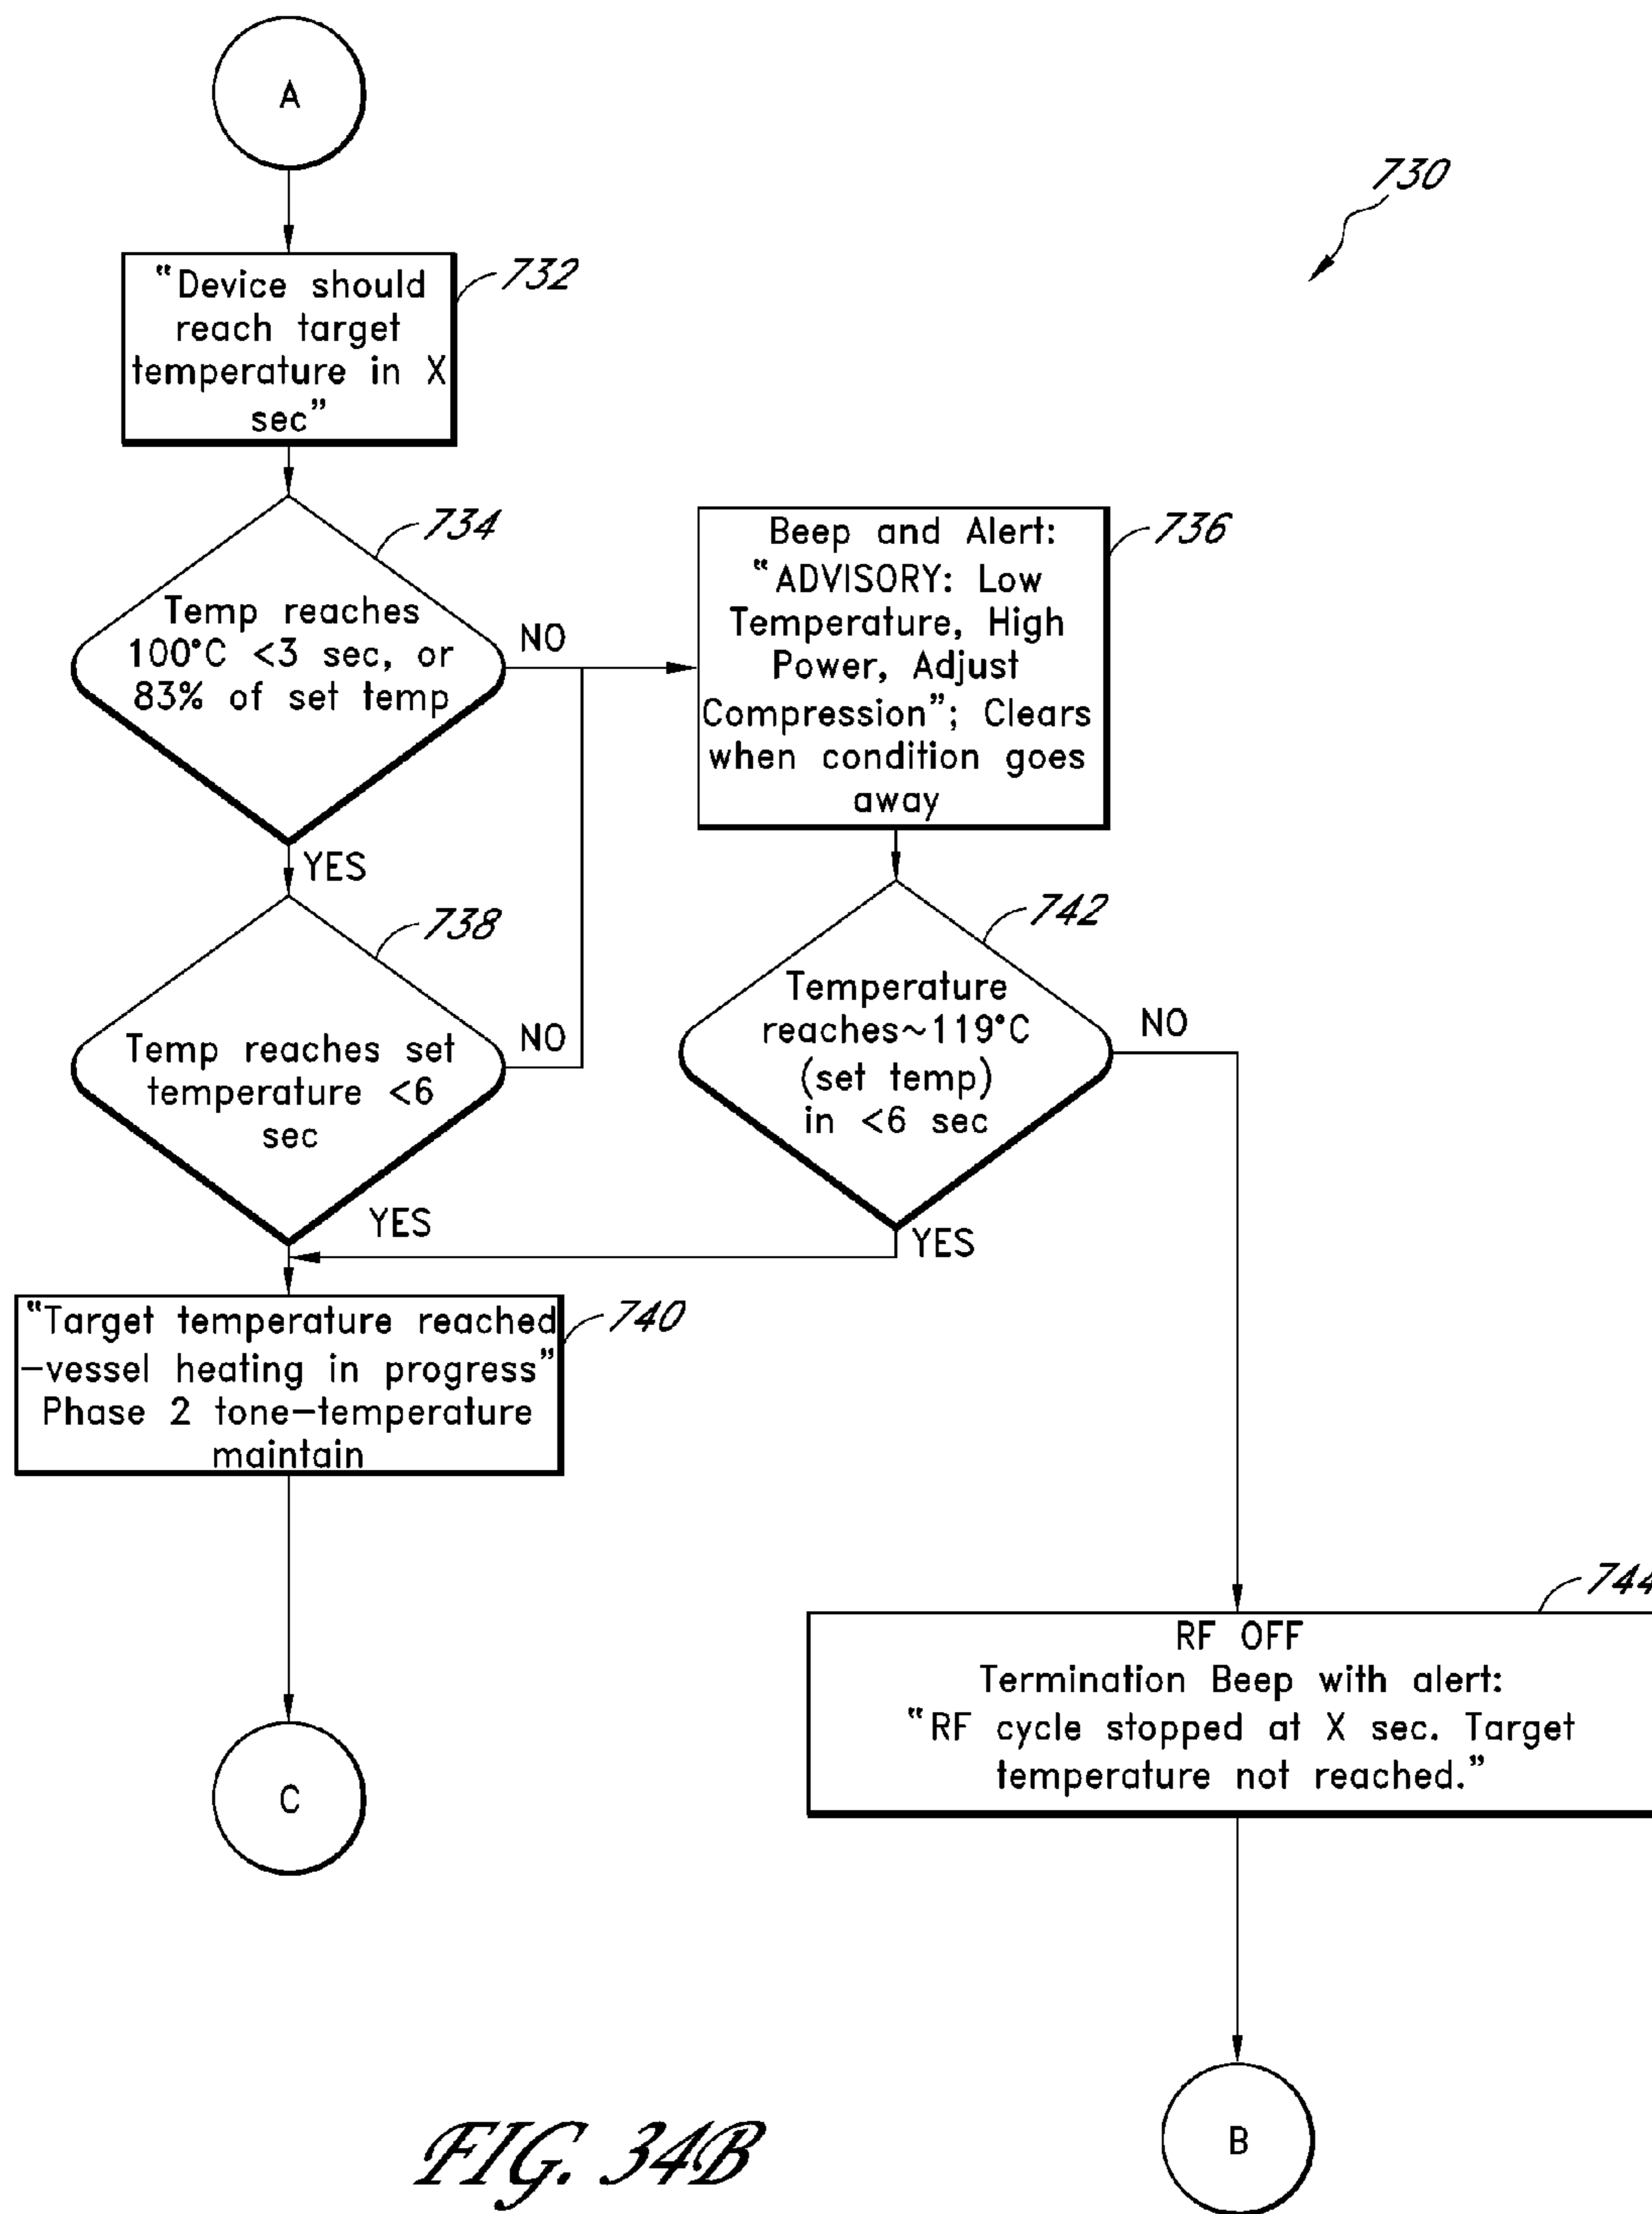 A
730
"Device should
reach target
temperature in X
sec"
732
734
Temp reaches
100°C <3 sec, or
83% of set temp
NO
YES
Beep and Alert:
"ADVISORY: Low
Temperature, High
Power, Adjust
Compression"; Clears
when condition goes
away
736
738
Temp reaches set
temperature <6
sec
NO
YES
742
Temperature
reaches~119°C
(set temp)
in <6 sec
NO
YES
"Target temperature reached
-vessel heating in progress"
Phase 2 tone-temperature
maintain
740
C
744
RF OFF
Termination Beep with alert:
"RF cycle stopped at X sec. Target
temperature not reached."
B
FIG. 34B